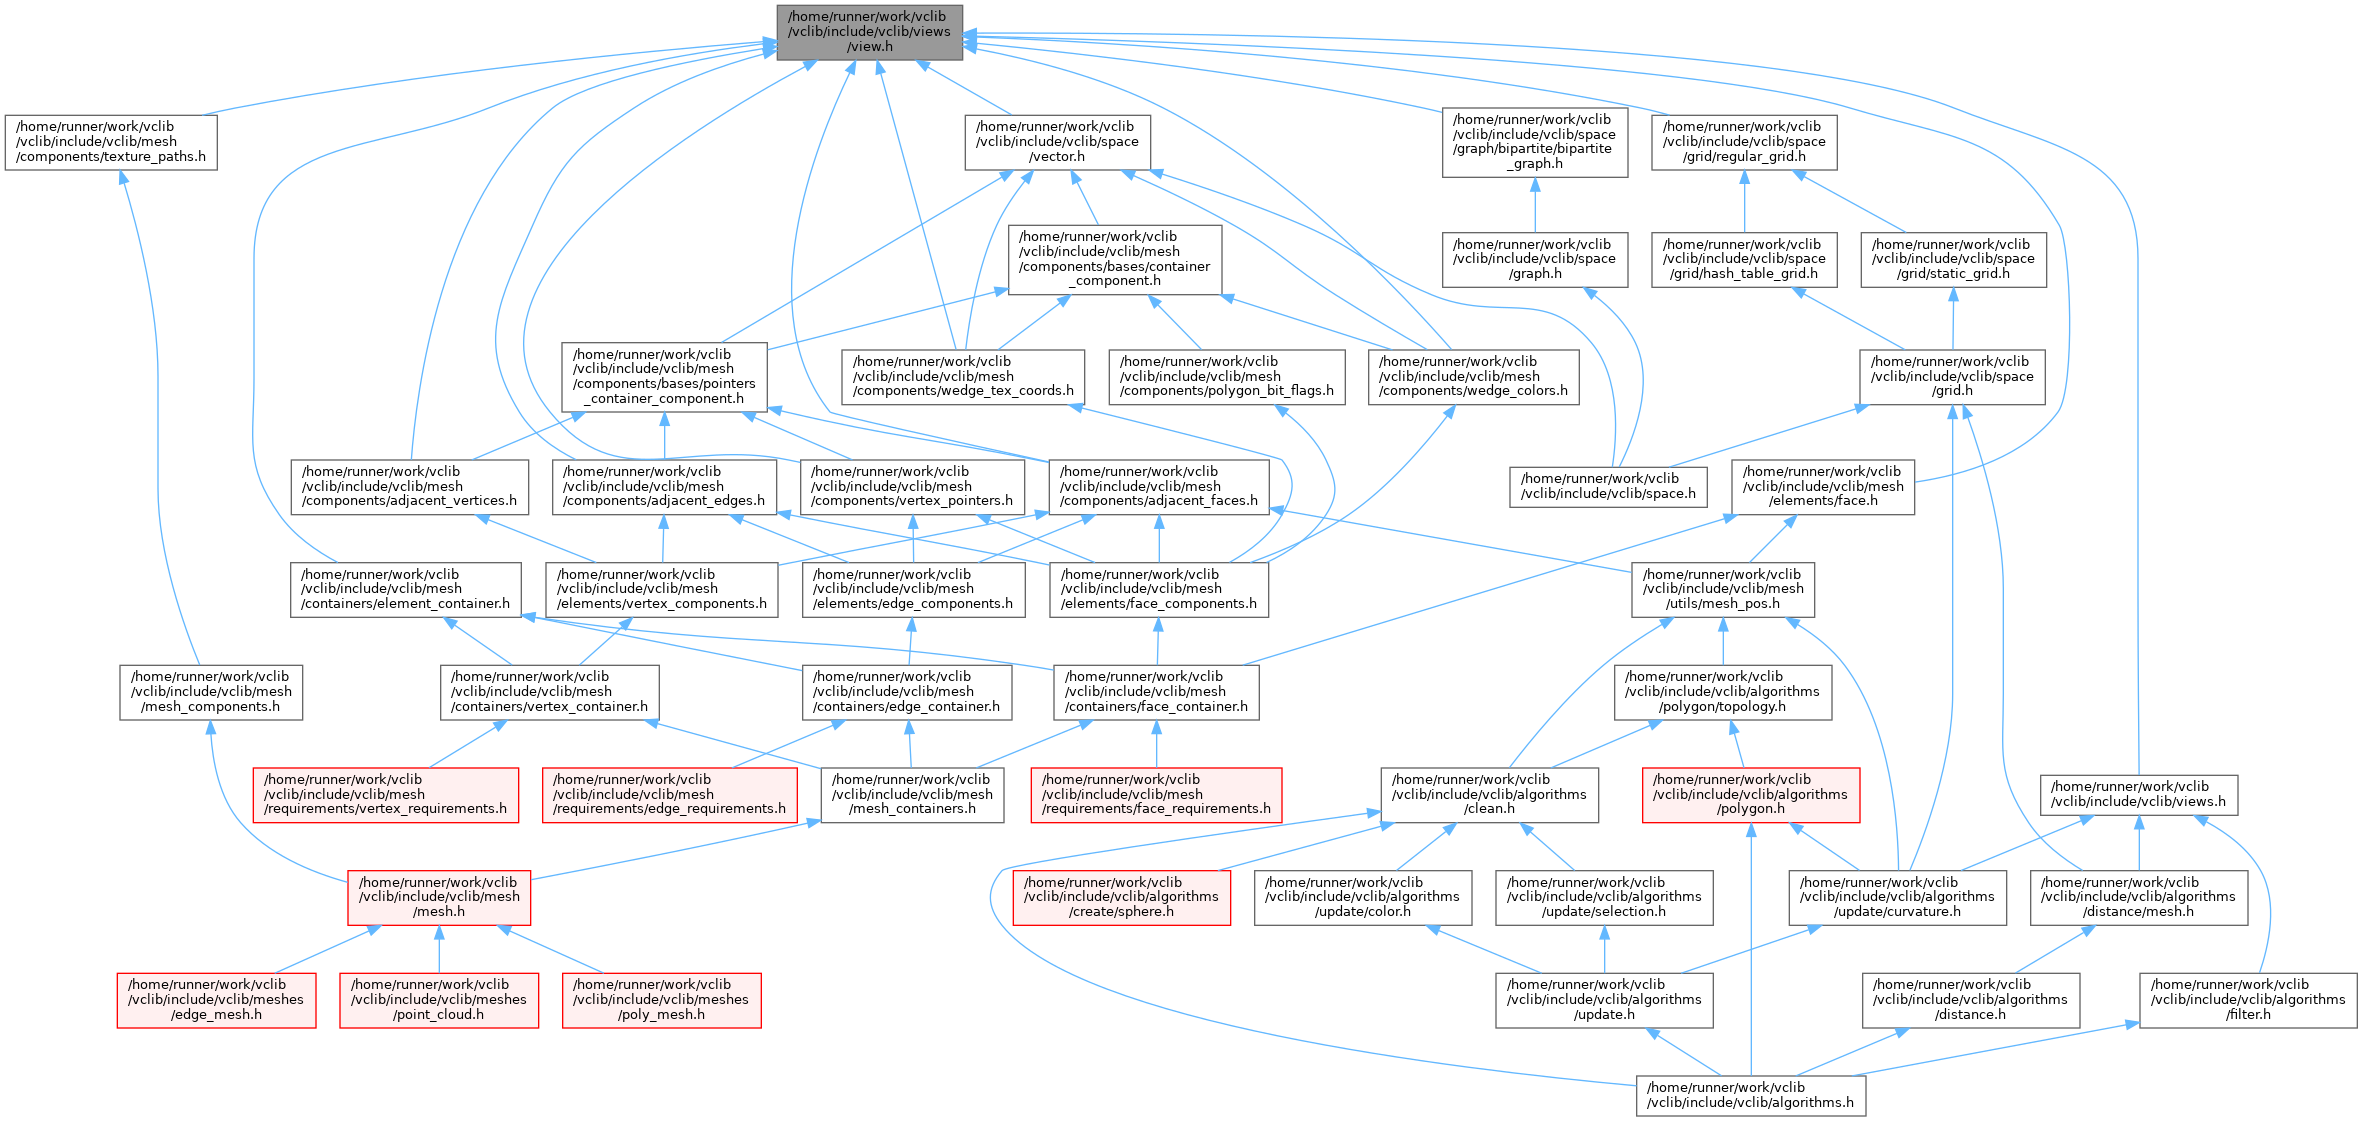 /home/runner/work/vclib
/vclib/include/vclib/views
/view.h
/home/runner/work/vclib
/vclib/include/vclib/mesh
/components/texture_paths.h
/home/runner/work/vclib
/vclib/include/vclib/space
/vector.h
/home/runner/work/vclib
/vclib/include/vclib/space
/graph/bipartite/bipartite
_graph.h
/home/runner/work/vclib
/vclib/include/vclib/space
/grid/regular_grid.h
/home/runner/work/vclib
/vclib/include/vclib/mesh
/components/bases/container
_component.h
/home/runner/work/vclib
/vclib/include/vclib/space
/graph.h
/home/runner/work/vclib
/vclib/include/vclib/space
/grid/hash_table_grid.h
/home/runner/work/vclib
/vclib/include/vclib/space
/grid/static_grid.h
/home/runner/work/vclib
/vclib/include/vclib/mesh
/components/bases/pointers
_container_component.h
/home/runner/work/vclib
/vclib/include/vclib/mesh
/components/wedge_tex_coords.h
/home/runner/work/vclib
/vclib/include/vclib/mesh
/components/polygon_bit_flags.h
/home/runner/work/vclib
/vclib/include/vclib/mesh
/components/wedge_colors.h
/home/runner/work/vclib
/vclib/include/vclib/space
/grid.h
/home/runner/work/vclib
/vclib/include/vclib/mesh
/components/adjacent_vertices.h
/home/runner/work/vclib
/vclib/include/vclib/mesh
/components/adjacent_edges.h
/home/runner/work/vclib
/vclib/include/vclib/mesh
/components/vertex_pointers.h
/home/runner/work/vclib
/vclib/include/vclib/mesh
/components/adjacent_faces.h
/home/runner/work/vclib
/vclib/include/vclib/space.h
/home/runner/work/vclib
/vclib/include/vclib/mesh
/elements/face.h
/home/runner/work/vclib
/vclib/include/vclib/mesh
/containers/element_container.h
/home/runner/work/vclib
/vclib/include/vclib/mesh
/elements/vertex_components.h
/home/runner/work/vclib
/vclib/include/vclib/mesh
/elements/edge_components.h
/home/runner/work/vclib
/vclib/include/vclib/mesh
/elements/face_components.h
/home/runner/work/vclib
/vclib/include/vclib/mesh
/utils/mesh_pos.h
/home/runner/work/vclib
/vclib/include/vclib/mesh
/mesh_components.h
/home/runner/work/vclib
/vclib/include/vclib/mesh
/containers/vertex_container.h
/home/runner/work/vclib
/vclib/include/vclib/mesh
/containers/edge_container.h
/home/runner/work/vclib
/vclib/include/vclib/mesh
/containers/face_container.h
/home/runner/work/vclib
/vclib/include/vclib/algorithms
/polygon/topology.h
/home/runner/work/vclib
/vclib/include/vclib/mesh
/requirements/vertex_requirements.h
/home/runner/work/vclib
/vclib/include/vclib/mesh
/requirements/edge_requirements.h
/home/runner/work/vclib
/vclib/include/vclib/mesh
/mesh_containers.h
/home/runner/work/vclib
/vclib/include/vclib/mesh
/requirements/face_requirements.h
/home/runner/work/vclib
/vclib/include/vclib/algorithms
/clean.h
/home/runner/work/vclib
/vclib/include/vclib/algorithms
/polygon.h
/home/runner/work/vclib
/vclib/include/vclib/views.h
/home/runner/work/vclib
/vclib/include/vclib/mesh
/mesh.h
/home/runner/work/vclib
/vclib/include/vclib/algorithms
/create/sphere.h
/home/runner/work/vclib
/vclib/include/vclib/algorithms
/update/color.h
/home/runner/work/vclib
/vclib/include/vclib/algorithms
/update/selection.h
/home/runner/work/vclib
/vclib/include/vclib/algorithms
/update/curvature.h
/home/runner/work/vclib
/vclib/include/vclib/algorithms
/distance/mesh.h
/home/runner/work/vclib
/vclib/include/vclib/meshes
/edge_mesh.h
/home/runner/work/vclib
/vclib/include/vclib/meshes
/point_cloud.h
/home/runner/work/vclib
/vclib/include/vclib/meshes
/poly_mesh.h
/home/runner/work/vclib
/vclib/include/vclib/algorithms
/update.h
/home/runner/work/vclib
/vclib/include/vclib/algorithms
/distance.h
/home/runner/work/vclib
/vclib/include/vclib/algorithms
/filter.h
/home/runner/work/vclib
/vclib/include/vclib/algorithms.h